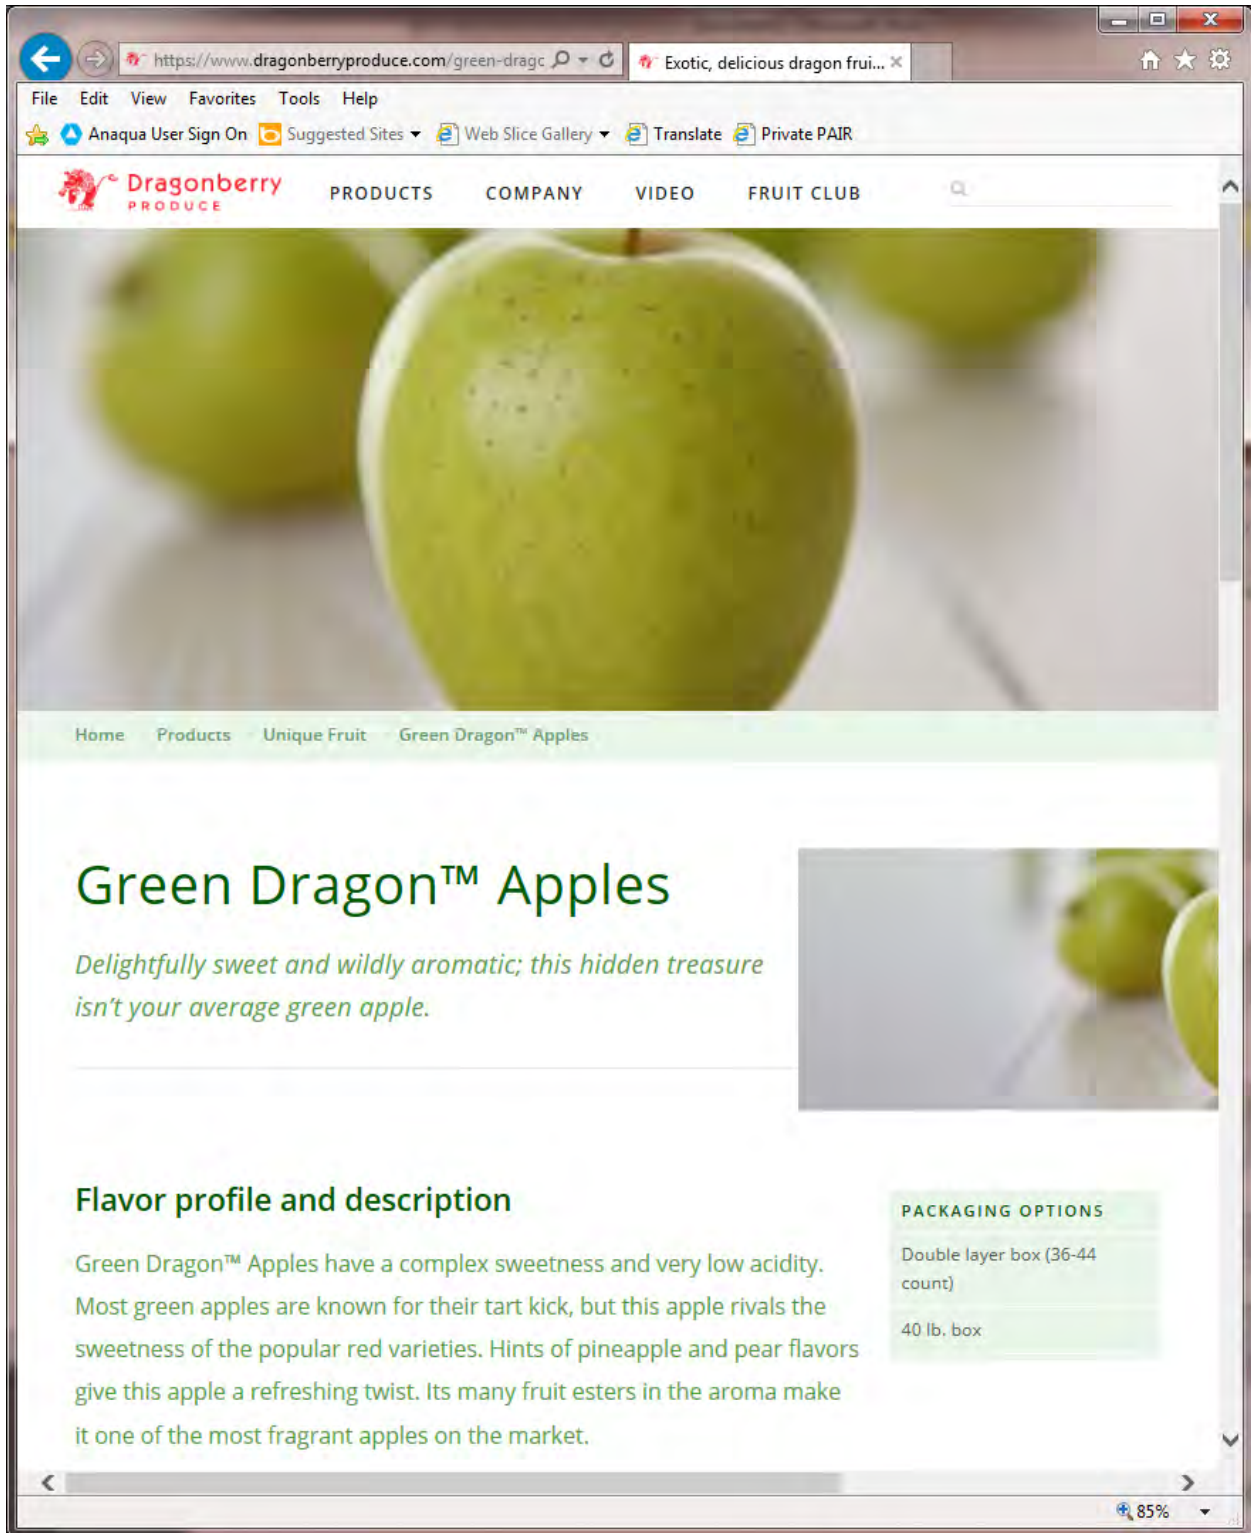 https://www.dragonberryproduce.com/green-dragc
Exotic, delicious dragon frui...
File Edit View Favorites Tools Help
Anaqua User Sign On Suggested Sites Web Slice Gallery Translate Private PAIR
Dragonberry
PRODUCE
PRODUCTS COMPANY VIDEO FRUIT CLUB
Home Products Unique Fruit Green Dragon™ Apples
Green Dragon™ Apples
Delightfully sweet and wildly aromatic; this hidden treasure
isn't your average green apple.
Flavor profile and description
Green Dragon™ Apples have a complex sweetness and very low acidity.
Most green apples are known for their tart kick, but this apple rivals the
sweetness of the popular red varieties. Hints of pineapple and pear flavors
give this apple a refreshing twist. Its many fruit esters in the aroma make
it one of the most fragrant apples on the market.
PACKAGING OPTIONS
Double layer box (36-44
count)
40 lb. box
85%